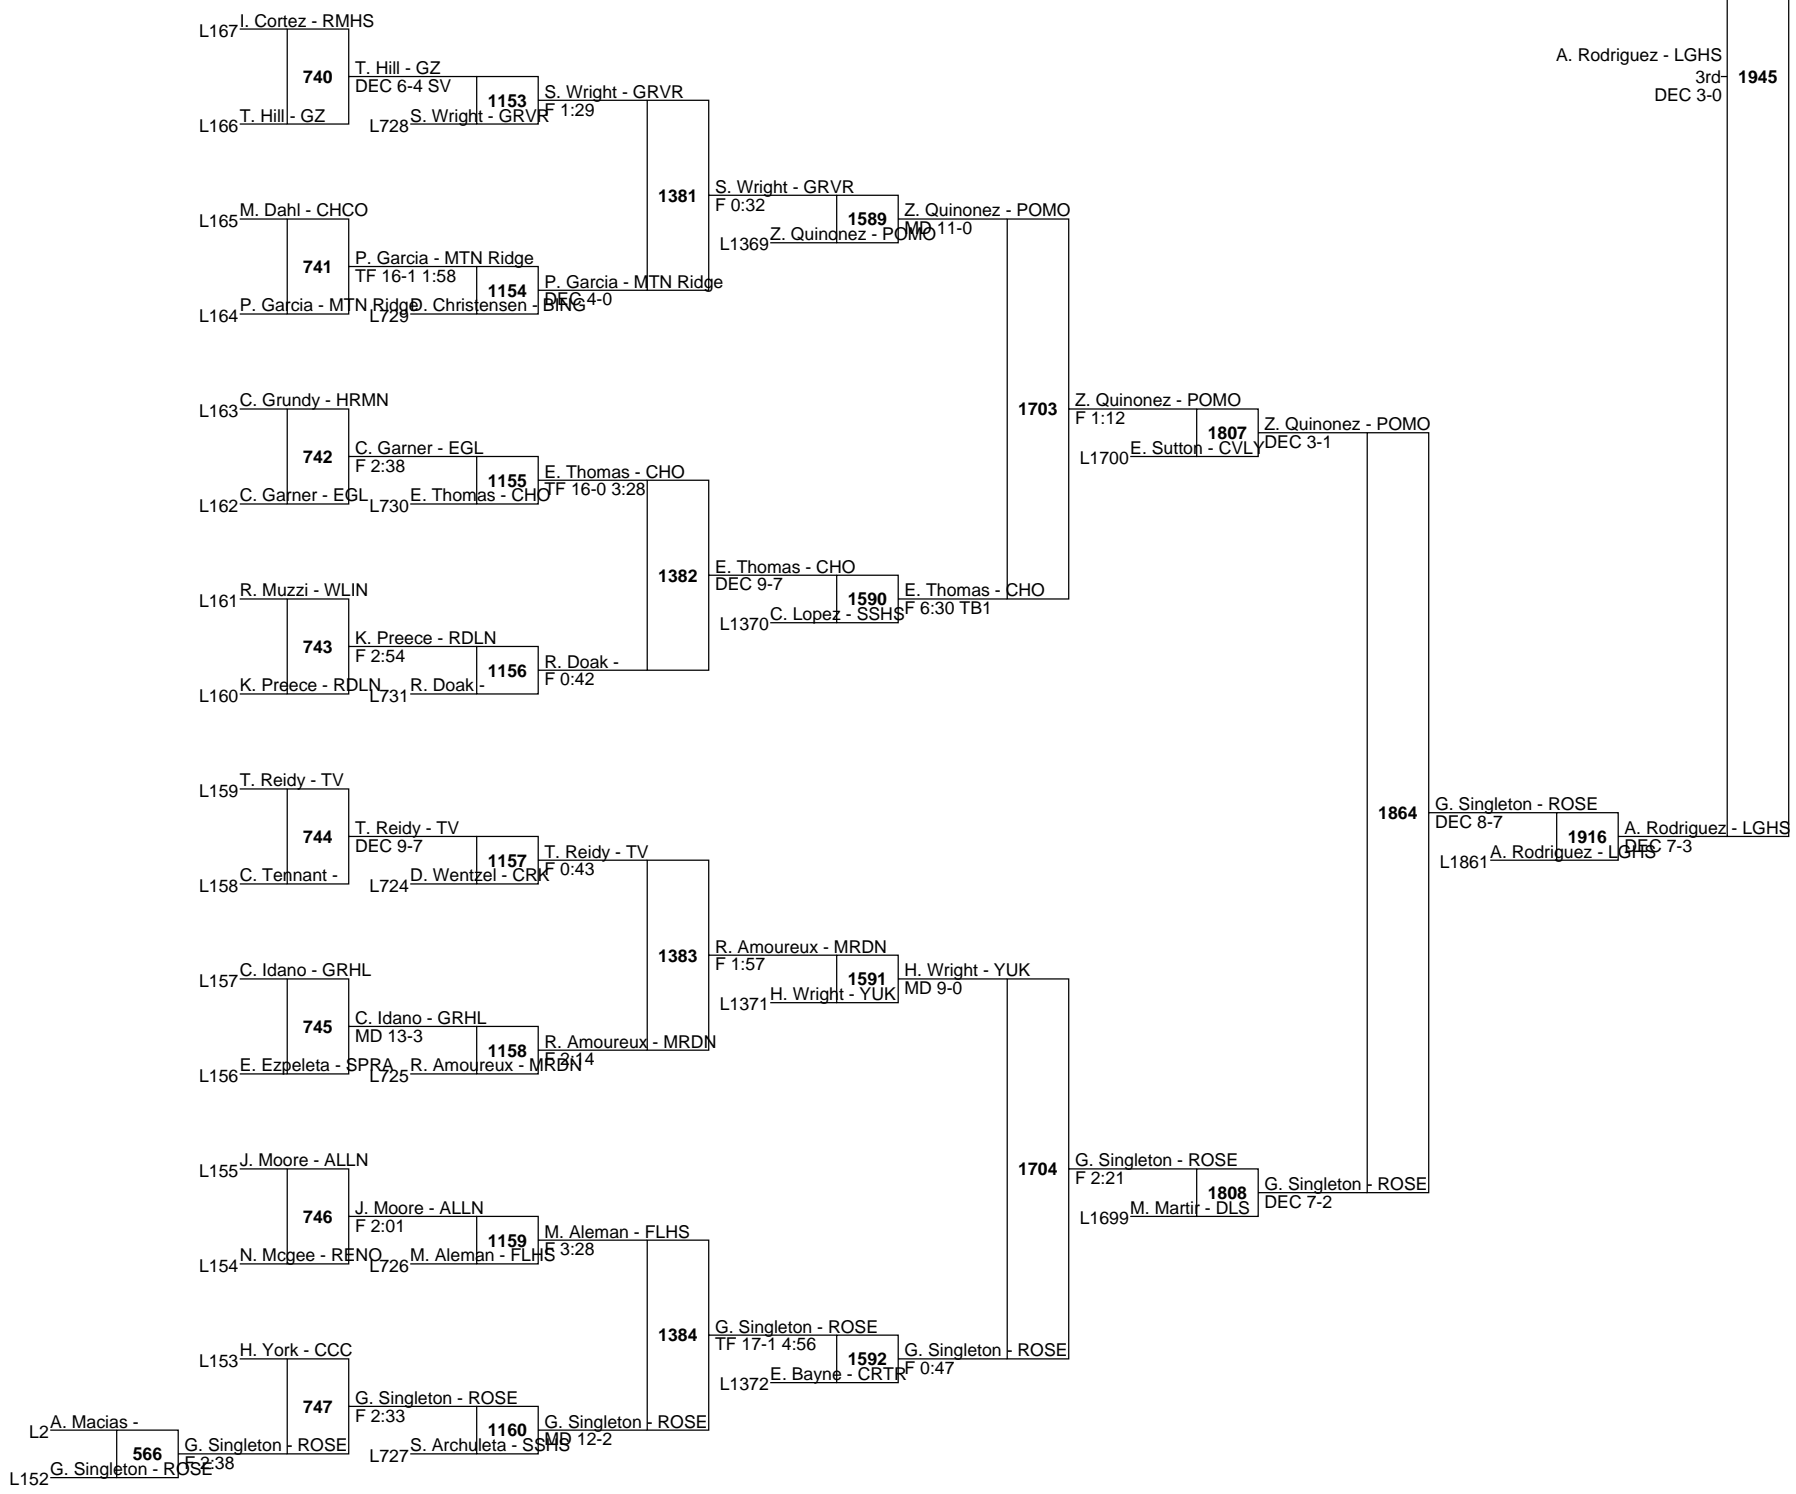 I. Cortez - RMHS
L167
740
T. Hill - GZ
DEC 6-4 SV
L166
T. Hill - GZ
L728
S. Wright - GRVR
1153
S. Wright - GRVR
F 1:29
A. Rodriguez - LGHS
3rd
DEC 3-0
1945
1381
S. Wright - GRVR
F 0:32
L165
M. Dahl - CHCO
741
P. Garcia - MTN Ridge
TF 16-1 1:58
L164
P. Garcia - MTN Ridge
L729
D. Christensen - BING
1154
P. Garcia - MTN Ridge
DEC 4-0
L1369
Z. Quinonez - POMO
1589
Z. Quinonez - POMO
MD 11-0
L163
C. Grundy - HRMN
742
C. Garner - EGL
F 2:38
L162
C. Garner - EGL
L730
E. Thomas - CHO
1155
E. Thomas - CHO
TF 16-0 3:28
1703
Z. Quinonez - POMO
F 1:12
L1700
E. Sutton - CVLY
1807
Z. Quinonez - POMO
DEC 3-1
1382
E. Thomas - CHO
DEC 9-7
L1370
C. Lopez - SSHS
1590
E. Thomas - CHO
F 6:30 TB1
L161
R. Muzzi - WLIN
743
K. Preece - RDLN
F 2:54
L160
K. Preece - RDLN
L731
R. Doak -
1156
R. Doak -
F 0:42
L159
T. Reidy - TV
744
T. Reidy - TV
DEC 9-7
L158
C. Tennant -
L724
D. Wentzel - CRK
1157
T. Reidy - TV
F 0:43
1864
G. Singleton - ROSE
DEC 8-7
L1861
A. Rodriguez - LGHS
1916
A. Rodriguez - LGHS
DEC 7-3
1383
R. Amoureux - MRDN
F 1:57
L1371
H. Wright - YUK
1591
H. Wright - YUK
MD 9-0
L157
C. Idano - GRHL
745
C. Idano - GRHL
MD 13-3
L156
E. Ezpeleta - SPRA
L725
R. Amoureux - MRDN
1158
R. Amoureux - MRDN
F 2:14
L155
J. Moore - ALLN
746
J. Moore - ALLN
F 2:01
L154
N. Mcgee - RENO
L726
M. Aleman - FLHS
1159
M. Aleman - FLHS
F 3:28
1704
G. Singleton - ROSE
F 2:21
L1699
M. Martir - DLS
1808
G. Singleton - ROSE
DEC 7-2
1384
G. Singleton - ROSE
TF 17-1 4:56
L1372
E. Bayne - CRTR
1592
G. Singleton - ROSE
F 0:47
L153
H. York - CCC
747
G. Singleton - ROSE
F 2:33
L727
S. Archuleta - SSHS
1160
G. Singleton - ROSE
MD 12-2
L2
A. Macias -
566
G. Singleton - ROSE
F 2:38
L152
G. Singleton - ROSE